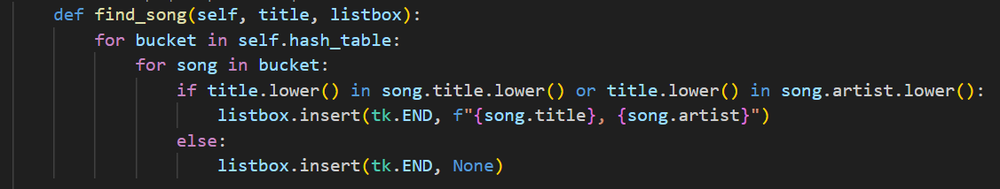 def find_song(self, title, listbox):
    for bucket in self.hash_table:
        for song in bucket:
            if title.lower() in song.title.lower() or title.lower() in song.artist.lower():
                listbox.insert(tk.END, f"{song.title}, {song.artist}")
            else:
                listbox.insert(tk.END, None)